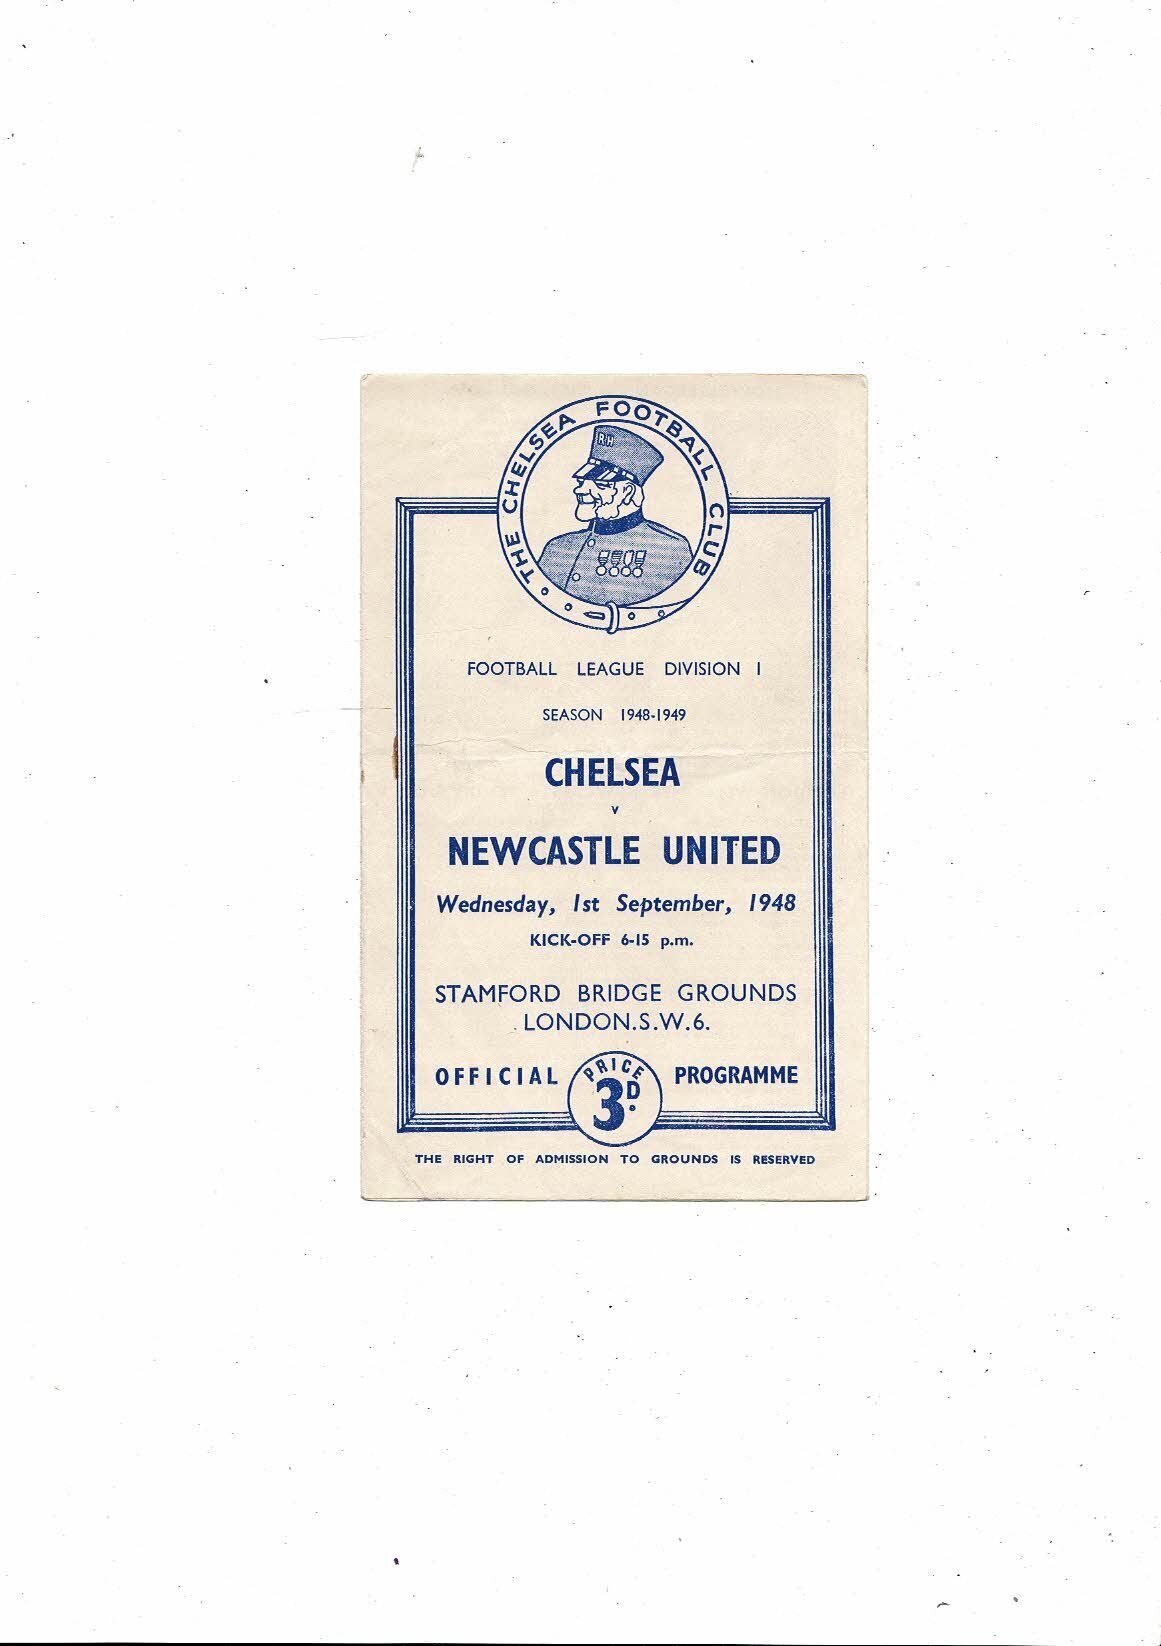 THE CHELSEA FOOTBALL CLUB
R·H
FOOTBALL LEAGUE DIVISION I
SEASON 1948-1949
CHELSEA
v
NEWCASTLE UNITED
Wednesday, 1st September, 1948
KICK-OFF 6-15 p.m.
STAMFORD BRIDGE GROUNDS
LONDON.S.W.6.
OFFICIAL PRICE 3D. PROGRAMME
THE RIGHT OF ADMISSION TO GROUNDS IS RESERVED